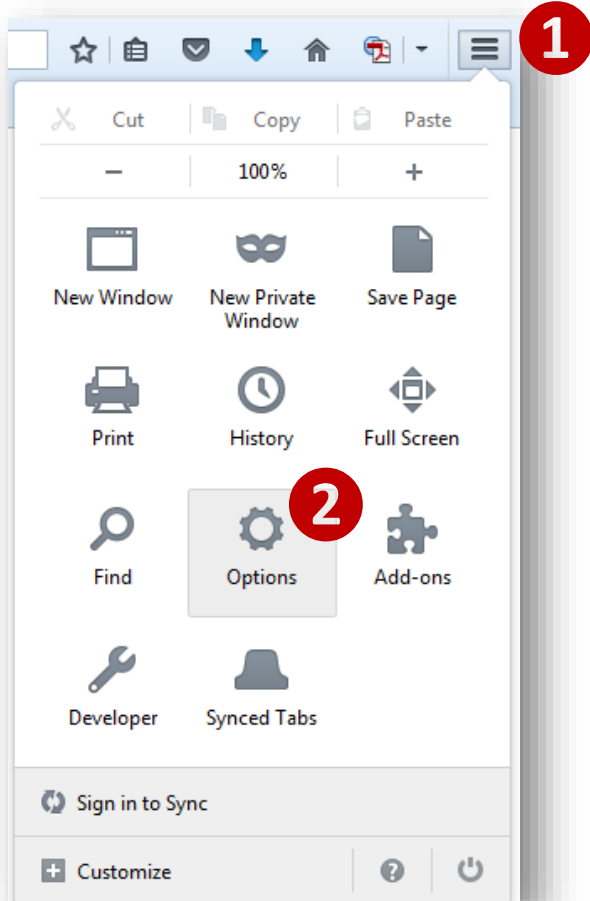 1
Cut Copy Paste
− 100% +
New Window New Private Window Save Page
Print History Full Screen
2
Find Options Add-ons
Developer Synced Tabs
Sign in to Sync
Customize